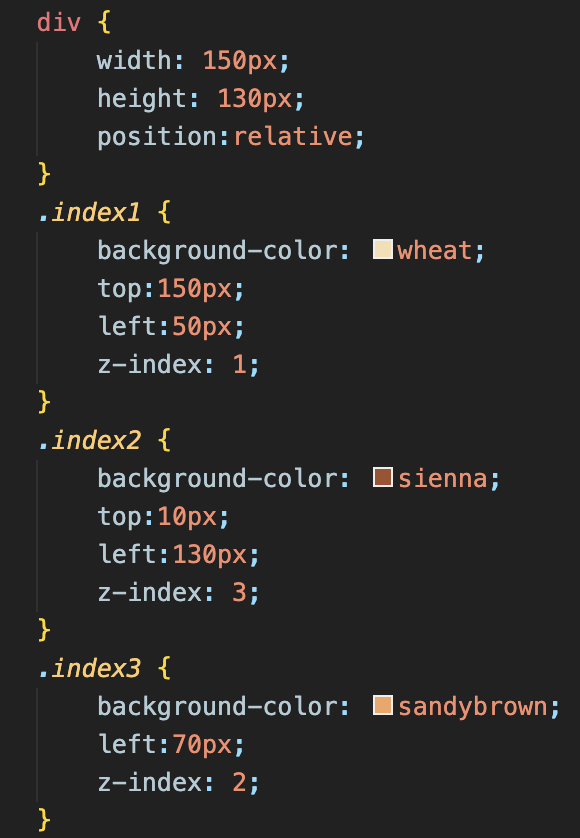 div {
    width: 150px;
    height: 130px;
    position:relative;
}
.index1 {
    background-color: wheat;
    top:150px;
    left:50px;
    z-index: 1;
}
.index2 {
    background-color: sienna;
    top:10px;
    left:130px;
    z-index: 3;
}
.index3 {
    background-color: sandybrown;
    left:70px;
    z-index: 2;
}